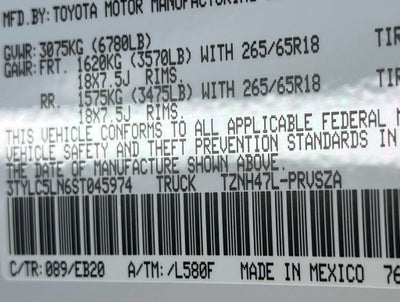 MFD.BY:TOYOTA MOTOR MANUFACTURING
GVWR:3075KG (6780LB)
GAWR:FRT. 1620KG (3570LB) WITH 265/65R18 TIR
18X7.5J RIMS.
RR. 1575KG (3475LB) WITH 265/65R18 TIR
18X7.5J RIMS.
THIS VEHICLE CONFORMS TO ALL APPLICABLE FEDERAL M
VEHICLE SAFETY AND THEFT PREVENTION STANDARDS IN
THE DATE OF MANUFACTURE SHOWN ABOVE.
3TYLC5LN6ST045974 TRUCK TZNH47L-PRVSZA
C/TR: 089/EB20 A/TM: /L580F MADE IN MEXICO 76